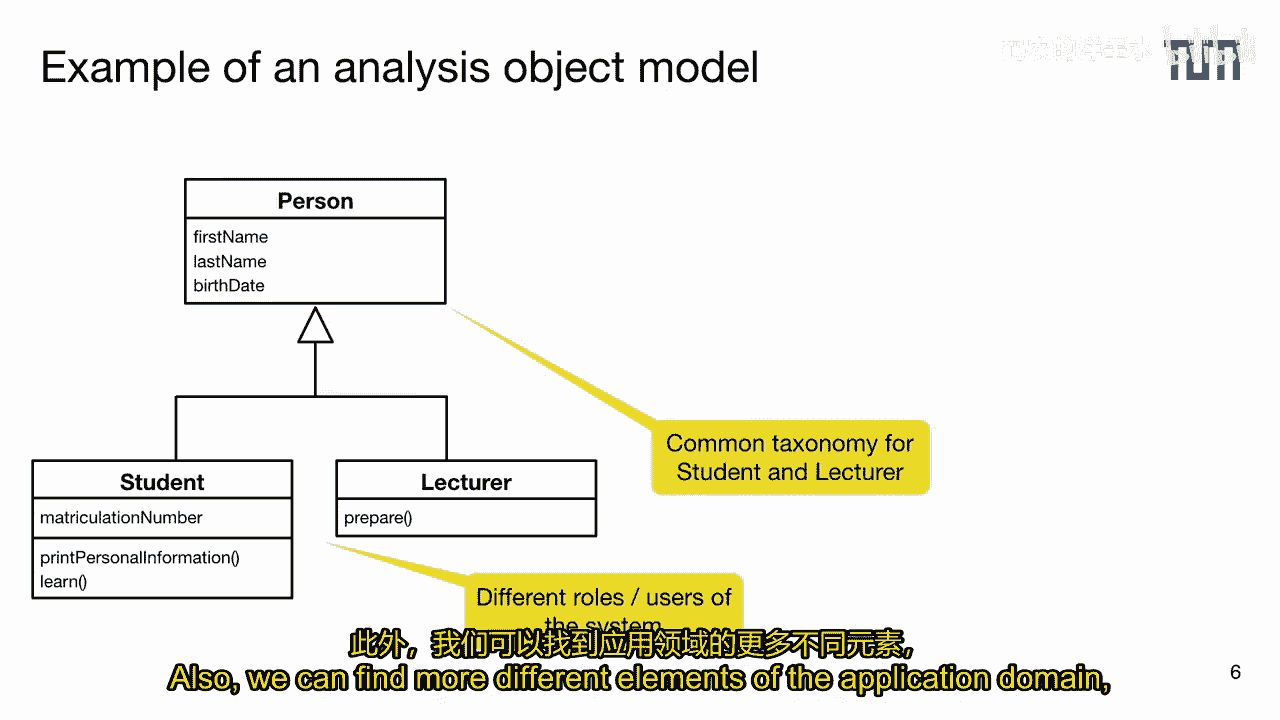 Example of an analysis object model
TUM
Person
firstName
lastName
birthDate
Common taxonomy for
Student and Lecturer
Student
matriculationNumber
printPersonalInformation()
learn()
Lecturer
prepare()
Different roles / users of
the system
此外，我们可以找到应用领域的更多不同元素，
Also, we can find more different elements of the application domain,
6